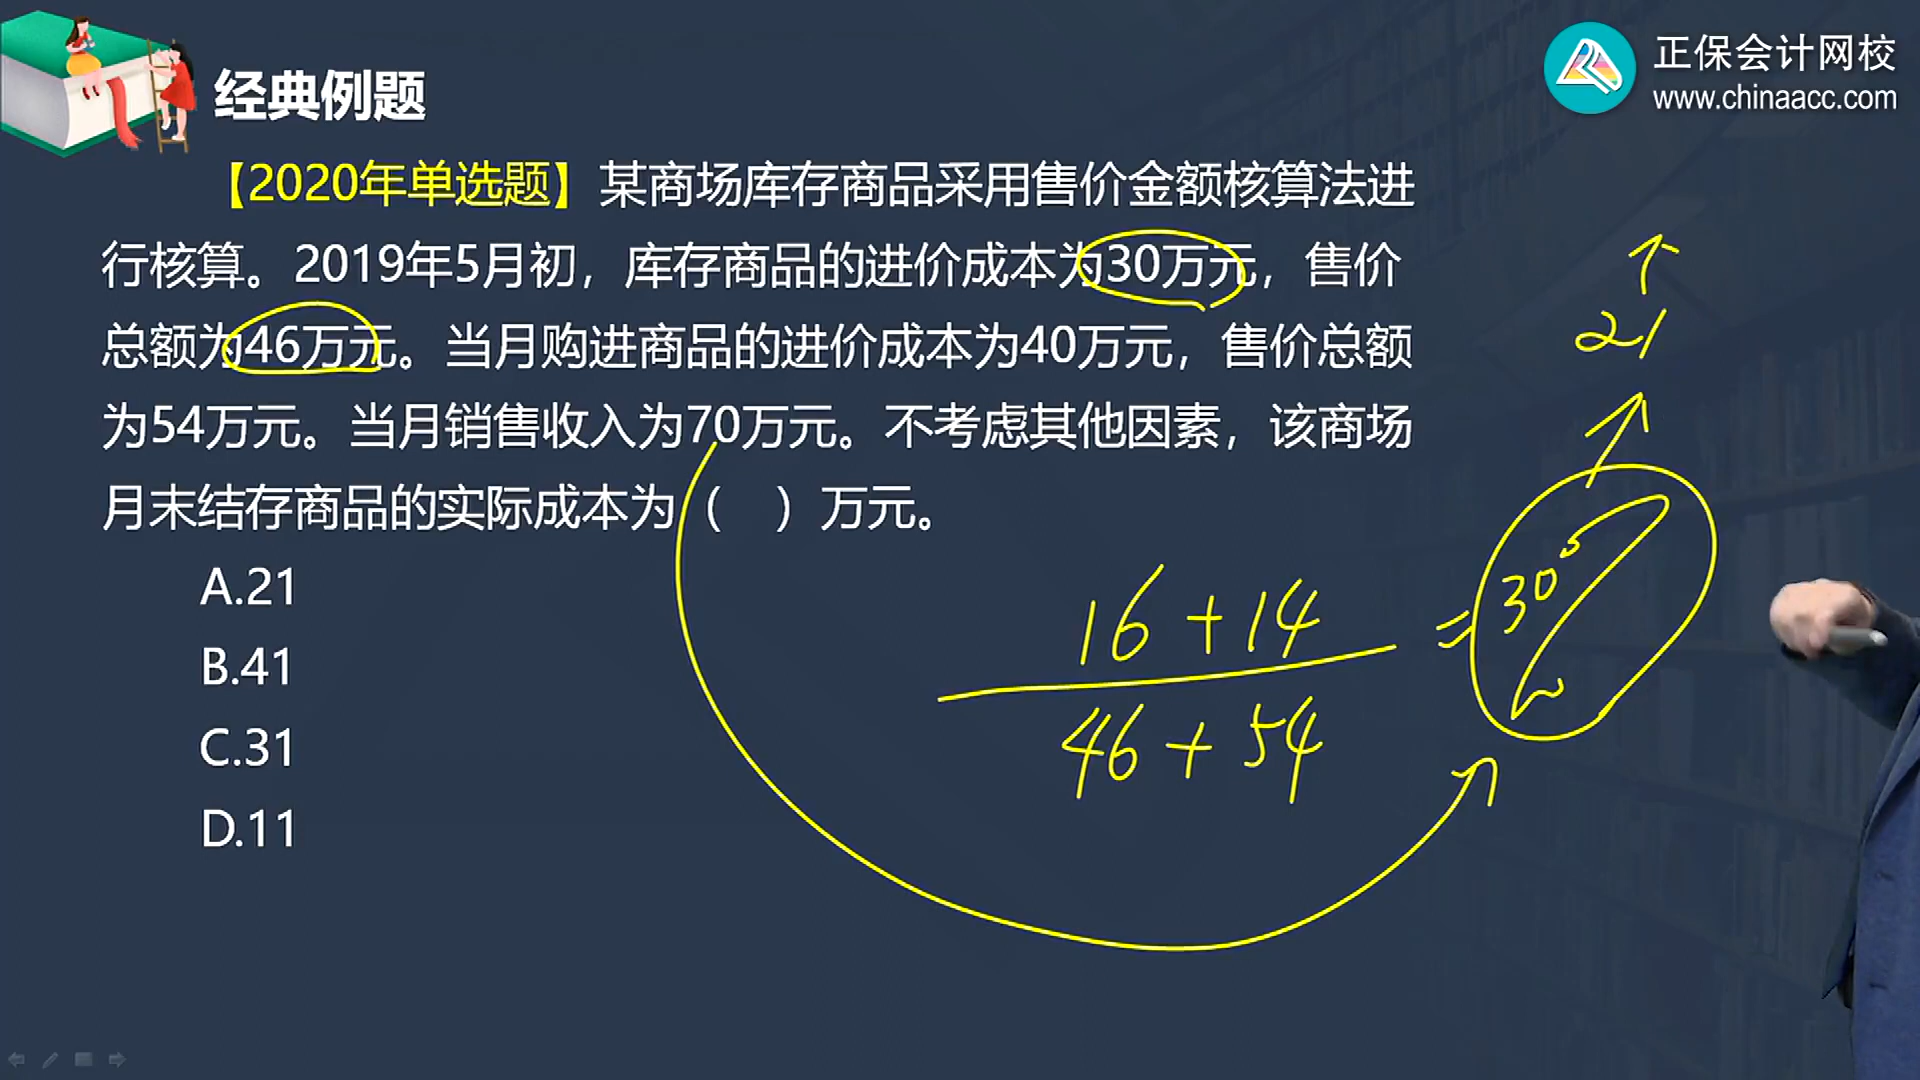 正保会计网校
www.chinaacc.com
经典例题
【2020年单选题】某商场库存商品采用售价金额核算法进
行核算。2019年5月初，库存商品的进价成本为30万元，售价
总额为46万元。当月购进商品的进价成本为40万元，售价总额
为54万元。当月销售收入为70万元。不考虑其他因素，该商场
月末结存商品的实际成本为（ ）万元。
A.21
B.41
C.31
D.11
16+14
46+54
=
30%
21